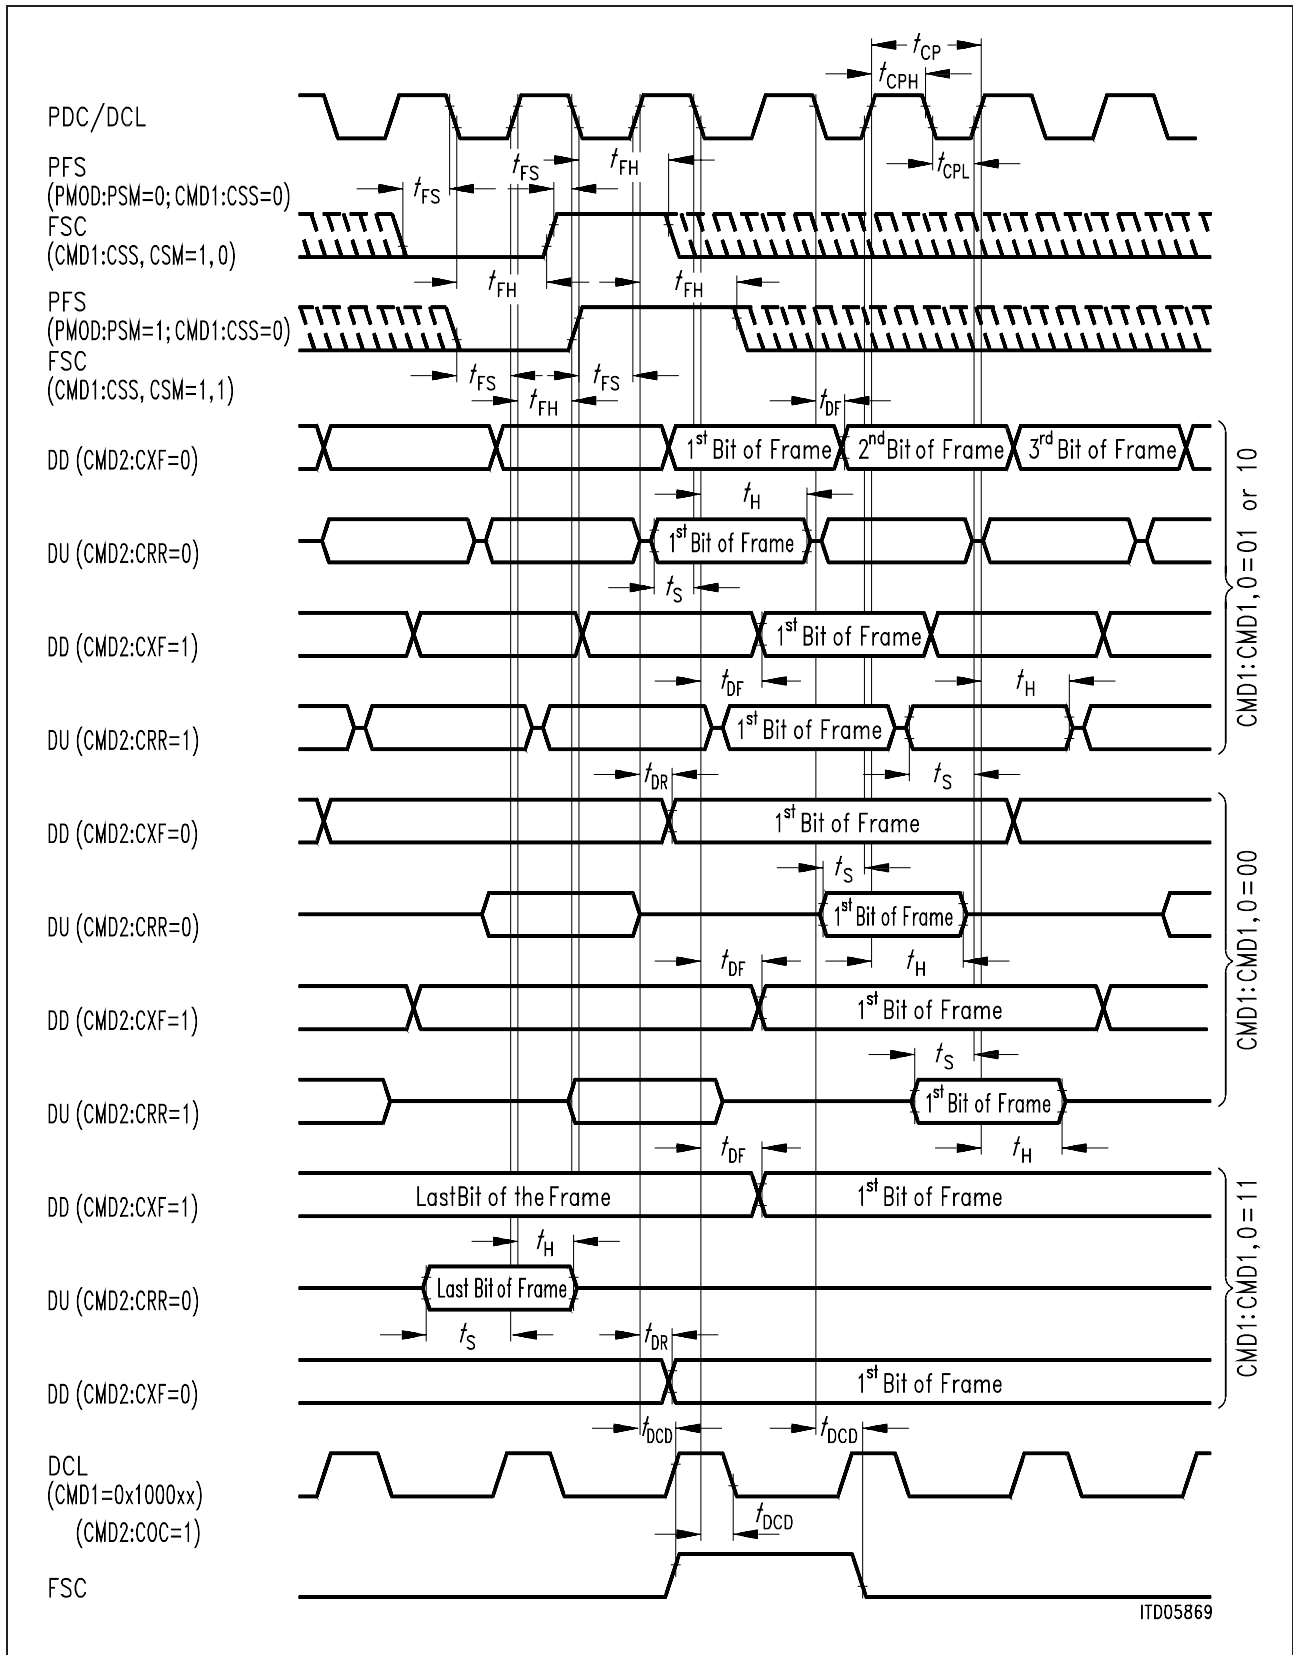 tCP
tCPH
PDC/DCL
tCPL
PFS
(PMOD:PSM=0; CMD1:CSS=0)
tFS
tFS
tFH
FSC
(CMD1:CSS, CSM=1,0)
tFH
tFH
PFS
(PMOD:PSM=1; CMD1:CSS=0)
FSC
(CMD1:CSS, CSM=1,1)
tFS
tFS
tFH
tDF
DD (CMD2:CXF=0)
1st Bit of Frame
2nd Bit of Frame
3rd Bit of Frame
tH
DU (CMD2:CRR=0)
1st Bit of Frame
tS
DD (CMD2:CXF=1)
1st Bit of Frame
tDF
tH
DU (CMD2:CRR=1)
1st Bit of Frame
tDR
tS
CMD1:CMD1,0=01 or 10
DD (CMD2:CXF=0)
1st Bit of Frame
tS
DU (CMD2:CRR=0)
1st Bit of Frame
tDF
tH
DD (CMD2:CXF=1)
1st Bit of Frame
tS
DU (CMD2:CRR=1)
1st Bit of Frame
tDF
tH
CMD1:CMD1,0=00
DD (CMD2:CXF=1)
Last Bit of the Frame
1st Bit of Frame
tH
DU (CMD2:CRR=0)
Last Bit of Frame
tS
tDR
DD (CMD2:CXF=0)
1st Bit of Frame
CMD1:CMD1,0=11
tDCD
tDCD
DCL
(CMD1=0x1000xx)
(CMD2:COC=1)
tDCD
FSC
ITD05869